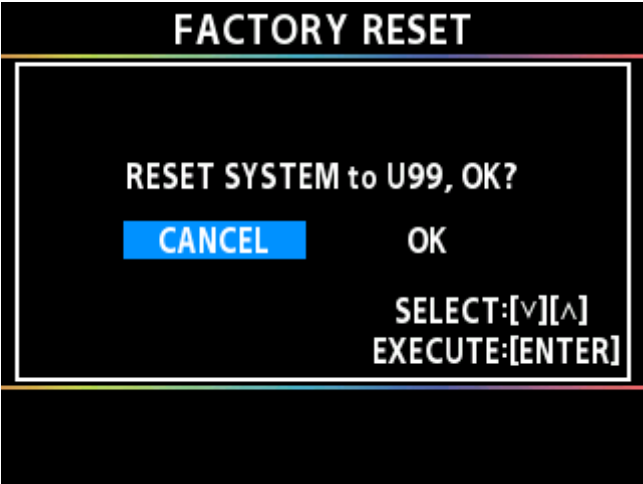 FACTORY RESET
RESET SYSTEM to U99, OK?
CANCEL OK
SELECT:[∨][∧]
EXECUTE:[ENTER]